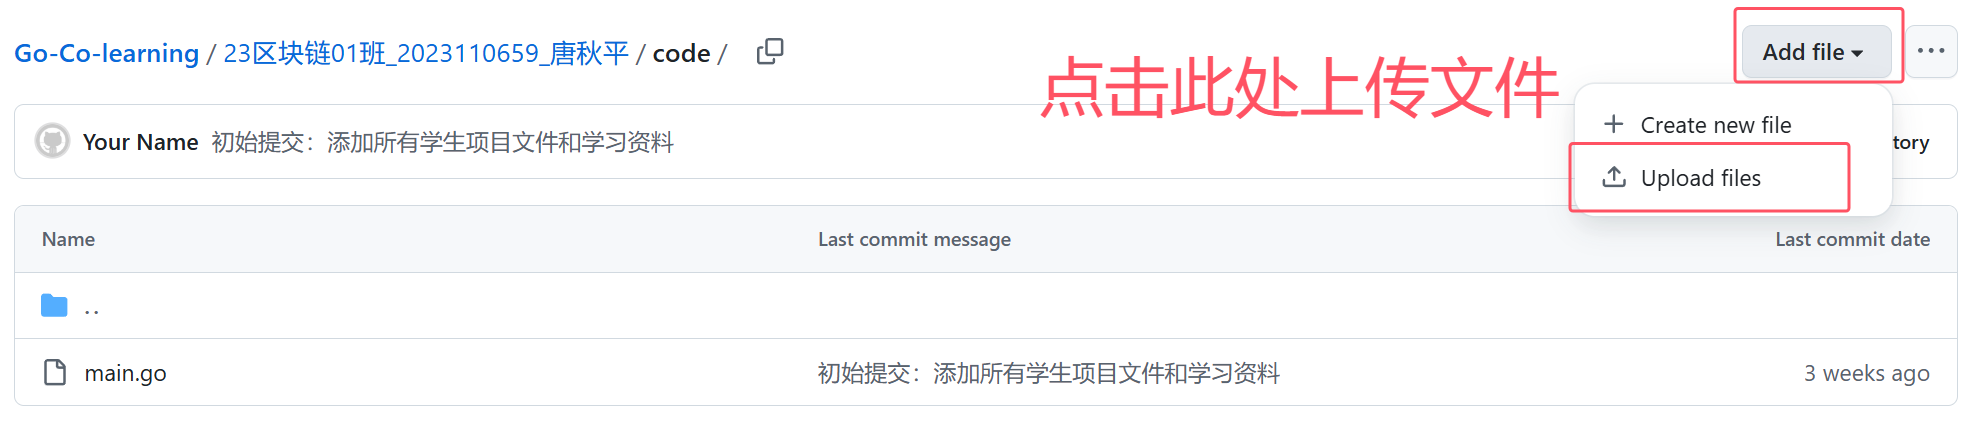 Go-Co-learning / 23区块链01班_2023110659_唐秋平 / code /
Add file
点击此处上传文件
Create new file
Your Name 初始提交：添加所有学生项目文件和学习资料
tory
Upload files
Name Last commit message Last commit date
..
main.go 初始提交：添加所有学生项目文件和学习资料 3 weeks ago